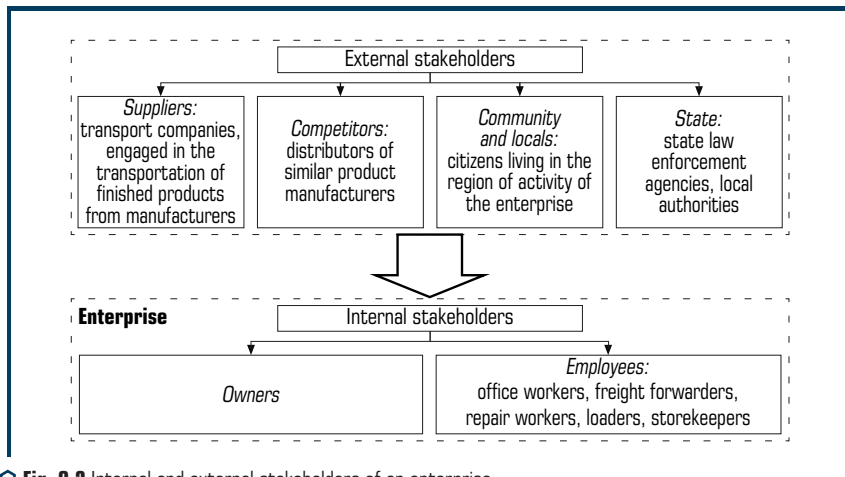 External stakeholders
Suppliers:
transport companies,
engaged in the
transportation of
finished products
from manufacturers
Competitors:
distributors of
similar product
manufacturers
Community
and locals:
citizens living in the
region of activity of
the enterprise
State:
state law
enforcement
agencies, local
authorities
Enterprise
Internal stakeholders
Owners
Employees:
office workers, freight forwarders,
repair workers, loaders, storekeepers
Internal and external stakeholders of an enterprise